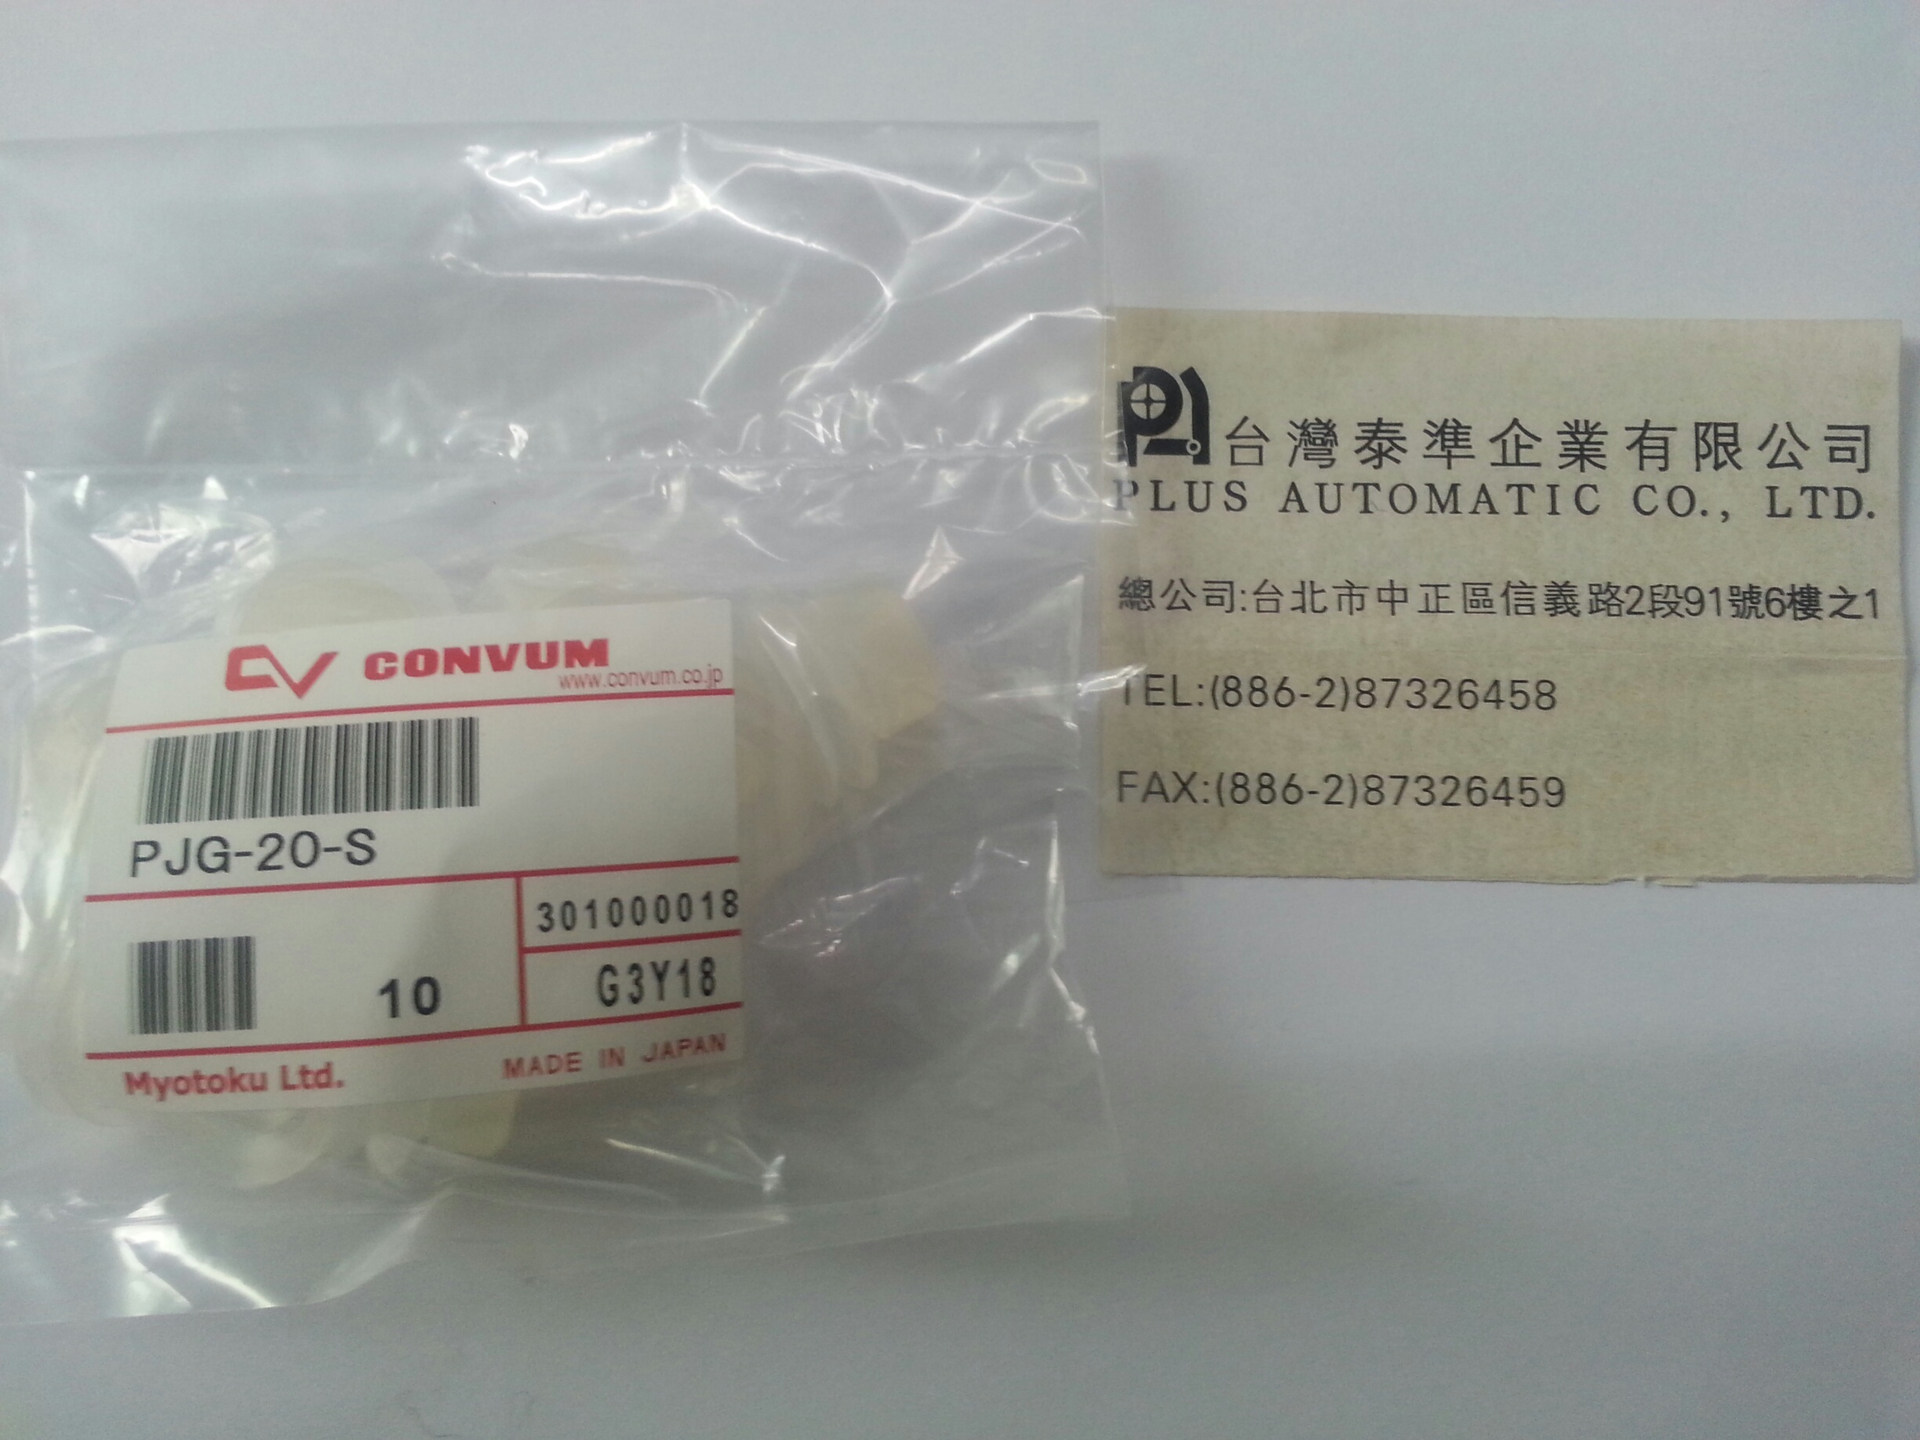 CV CONVUM
www.convum.co.jp
PJG-20-S
301000018
10
G3Y18
Myotoku Ltd.
MADE IN JAPAN
台灣泰準企業有限公司
PLUS AUTOMATIC CO., LTD.
總公司:台北市中正區信義路2段91號6樓之1
TEL:(886-2)87326458
FAX:(886-2)87326459